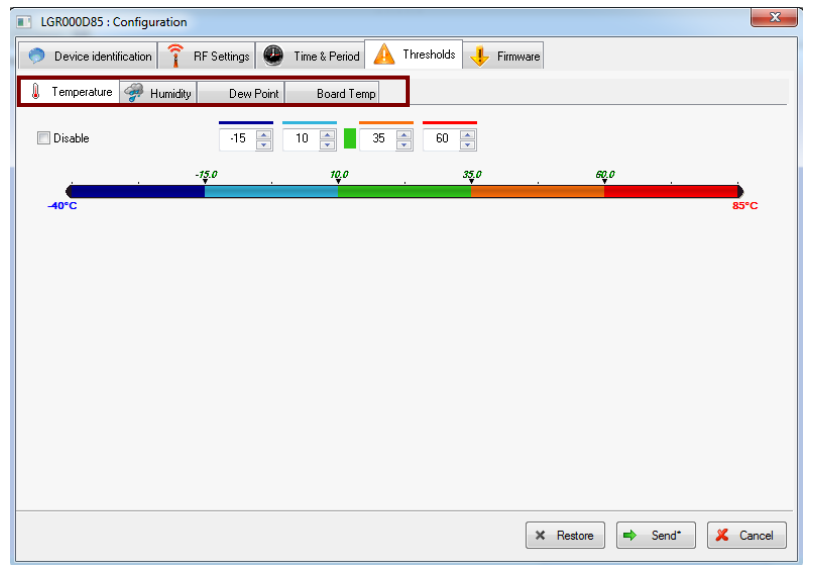 LGR000D85 : Configuration
Device identification RF Settings Time & Period Thresholds Firmware
Temperature Humidity Dew Point Board Temp
Disable -15 10 35 60
-15.0 10.0 35.0 60.0
-40°C 85°C
Restore Send* Cancel